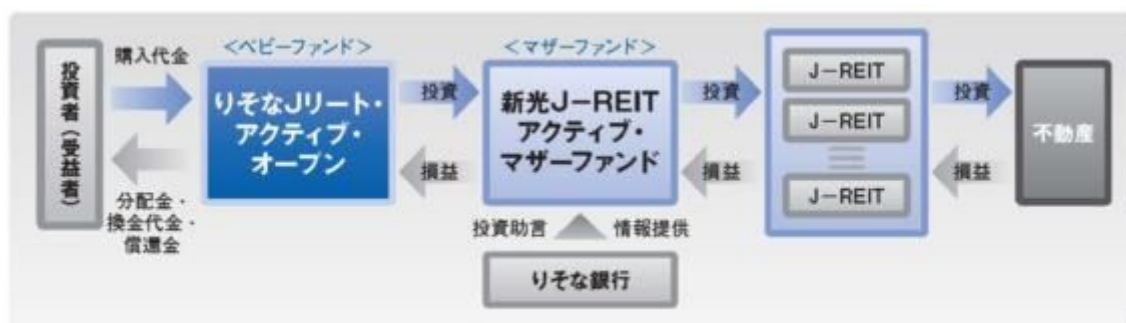 投資者(受益者)
購入代金
分配金・
換金代金・
償還金
<ベビーファンド>
りそなJリート・
アクティブ・
オープン
投資
損益
<マザーファンド>
新光J-REIT
アクティブ・
マザーファンド
投資助言
情報提供
りそな銀行
投資
損益
J-REIT
J-REIT
J-REIT
投資
損益
不動産